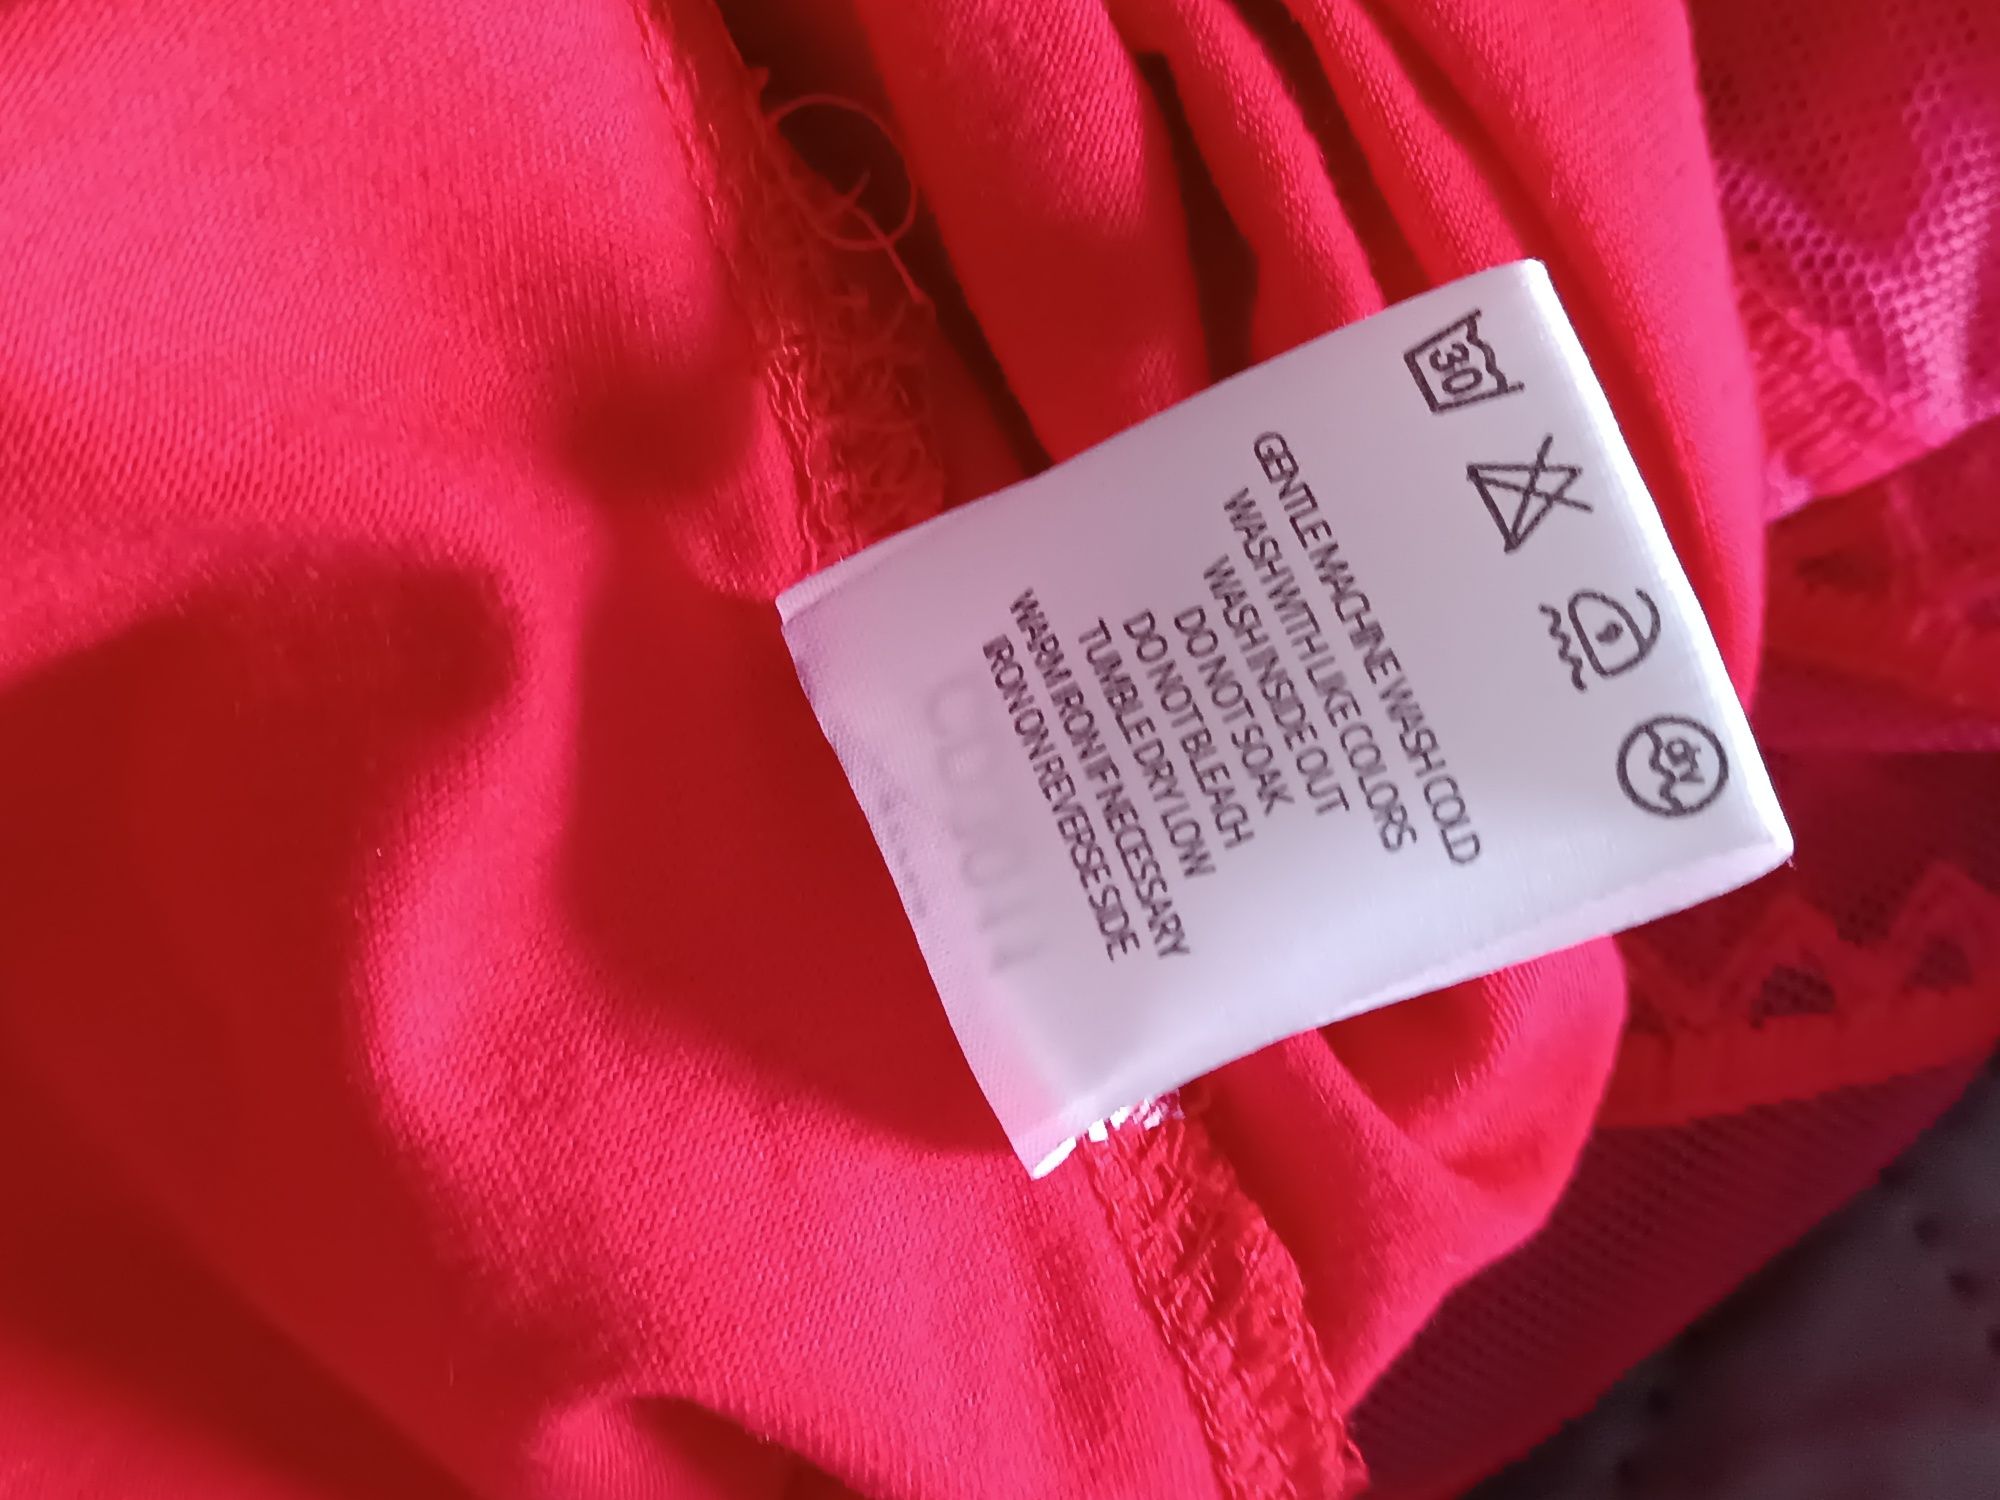 30
dry
GENTLE MACHINE WASH COLD
WASH WITH LIKE COLORS
WASH INSIDE OUT
DO NOT SOAK
DO NOT BLEACH
TUMBLE DRY LOW
WARM IRON IF NECESSARY
IRON ON REVERSE SIDE